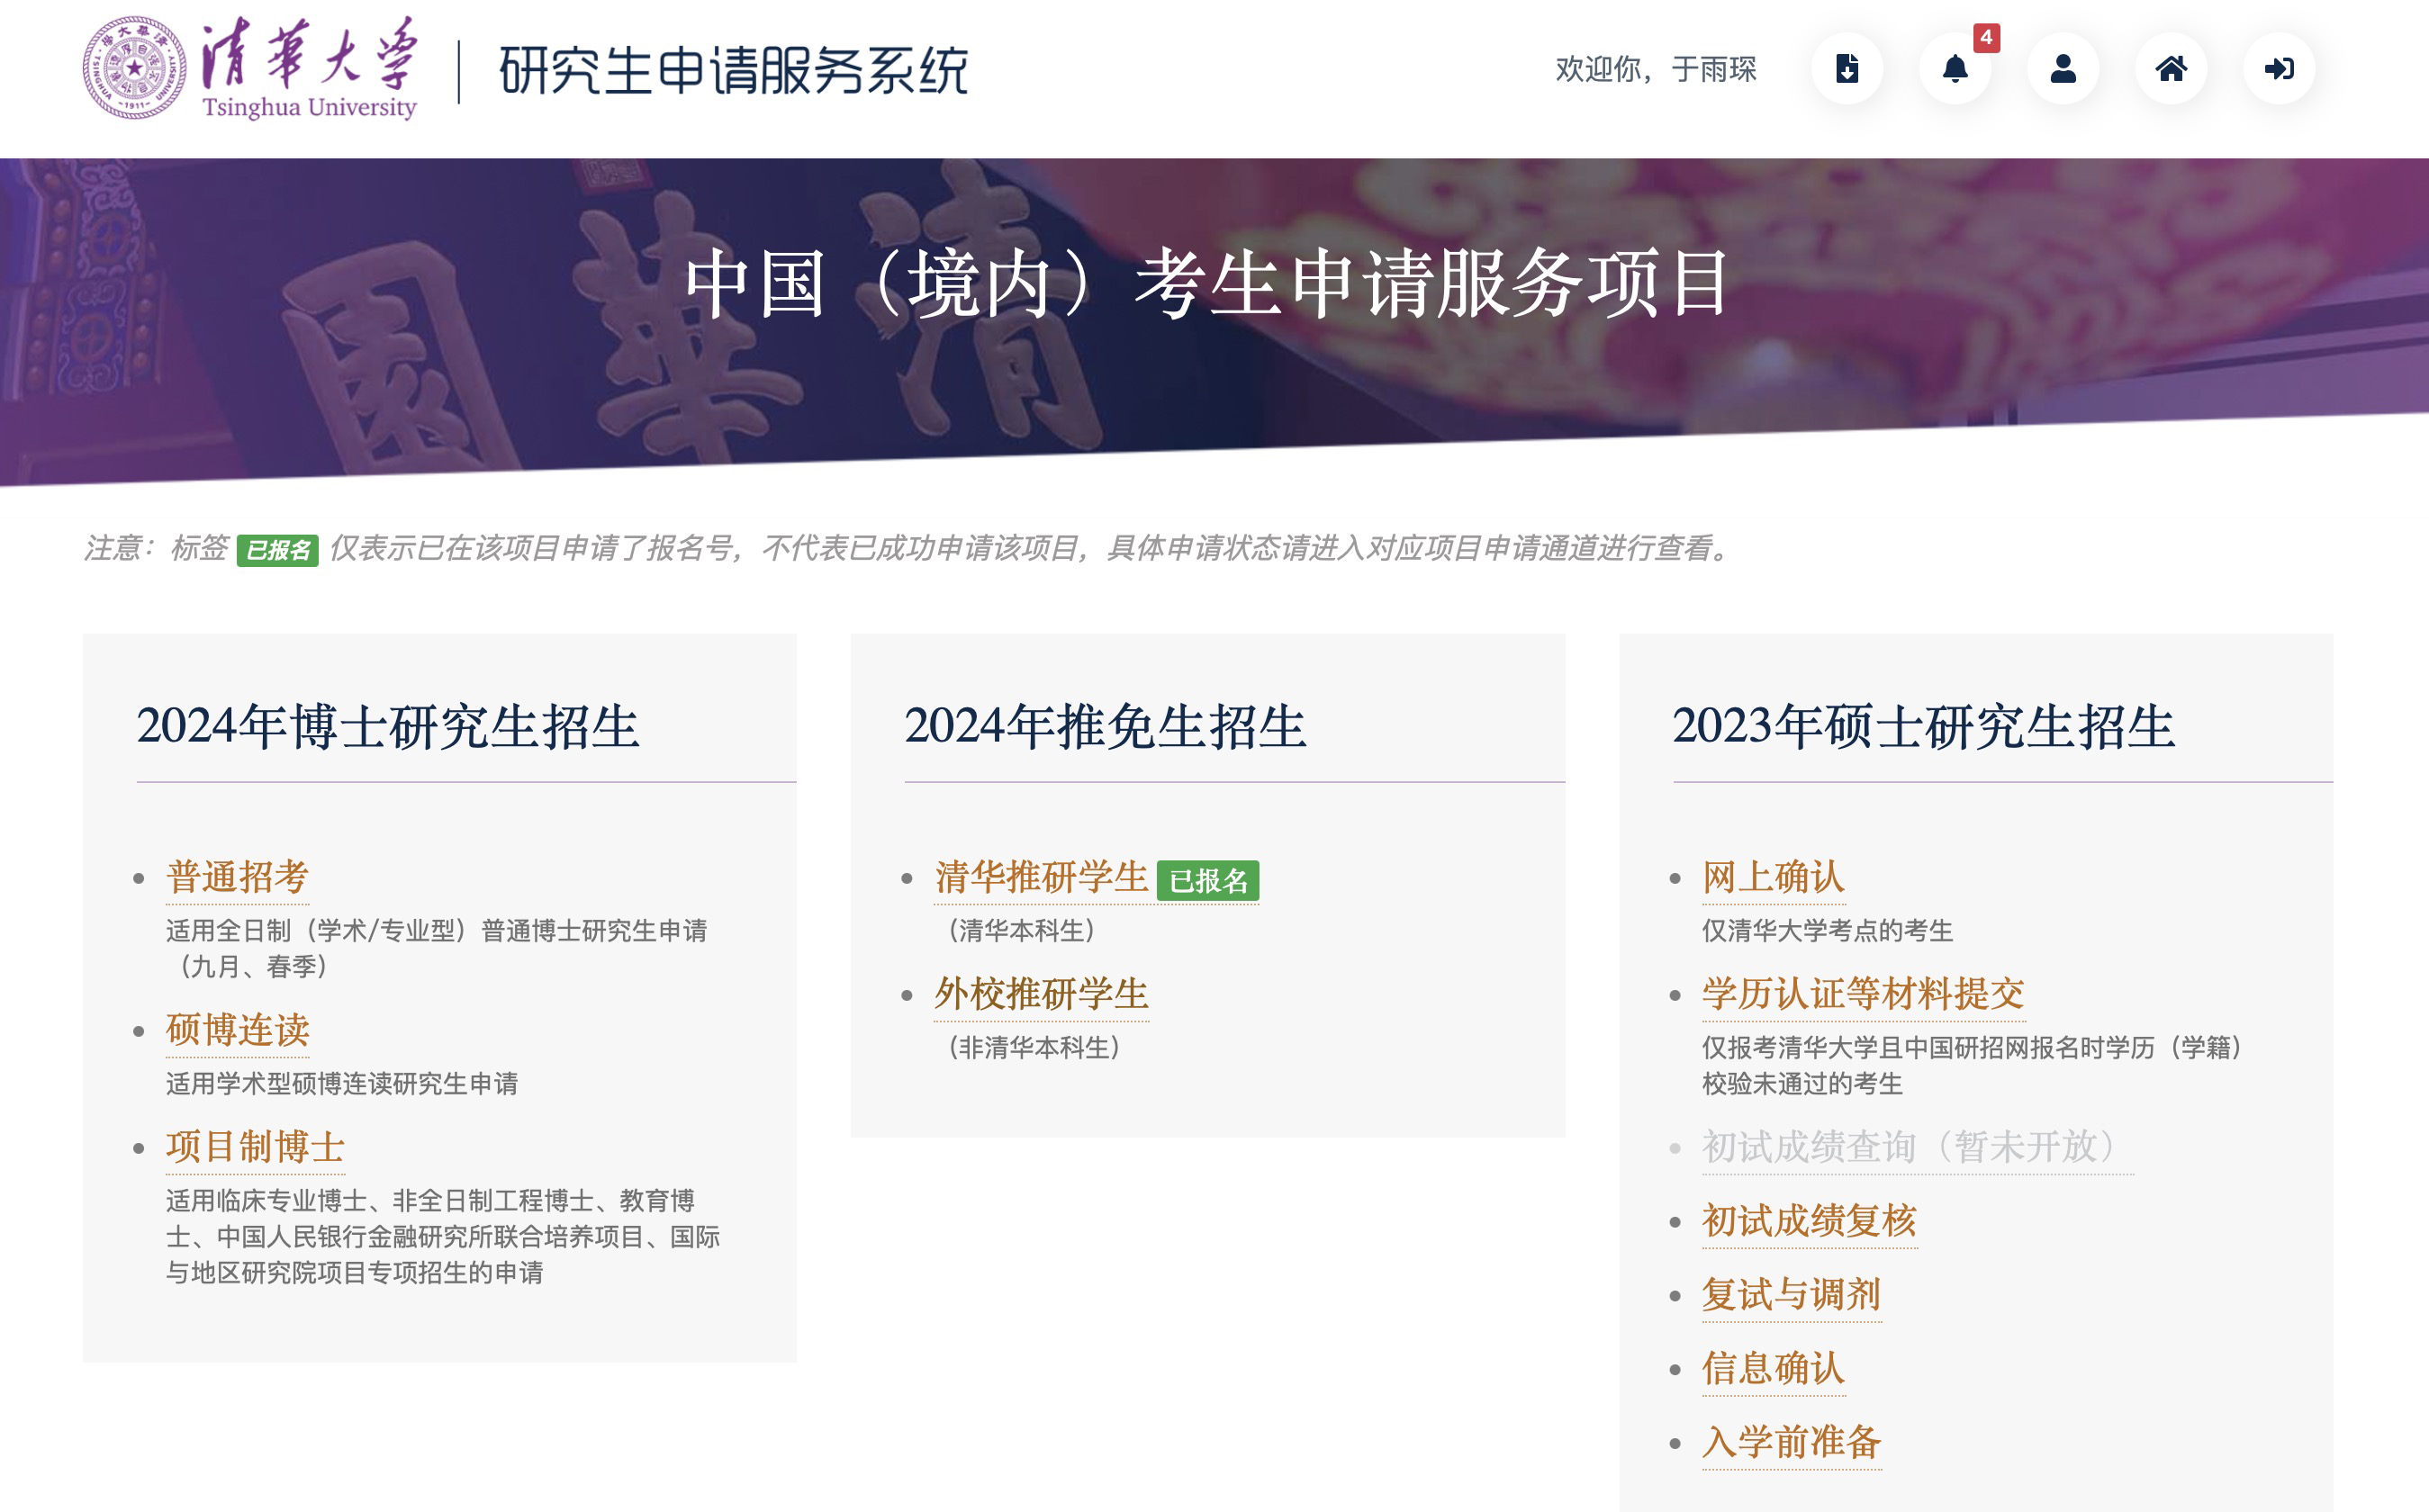 清華大学
Tsinghua University
TSINGHUA UNIVERSITY
-1911-
研究生申请服务系统
欢迎你，于雨琛
4
中国（境内）考生申请服务项目
園華清
注意：标签 已报名 仅表示已在该项目申请了报名号，不代表已成功申请该项目，具体申请状态请进入对应项目申请通道进行查看。
2024年博士研究生招生
普通招考
适用全日制（学术/专业型）普通博士研究生申请
（九月、春季）
硕博连读
适用学术型硕博连读研究生申请
项目制博士
适用临床专业博士、非全日制工程博士、教育博
士、中国人民银行金融研究所联合培养项目、国际
与地区研究院项目专项招生的申请
2024年推免生招生
清华推研学生 已报名
（清华本科生）
外校推研学生
（非清华本科生）
2023年硕士研究生招生
网上确认
仅清华大学考点的考生
学历认证等材料提交
仅报考清华大学且中国研招网报名时学历（学籍）
校验未通过的考生
初试成绩查询（暂未开放）
初试成绩复核
复试与调剂
信息确认
入学前准备